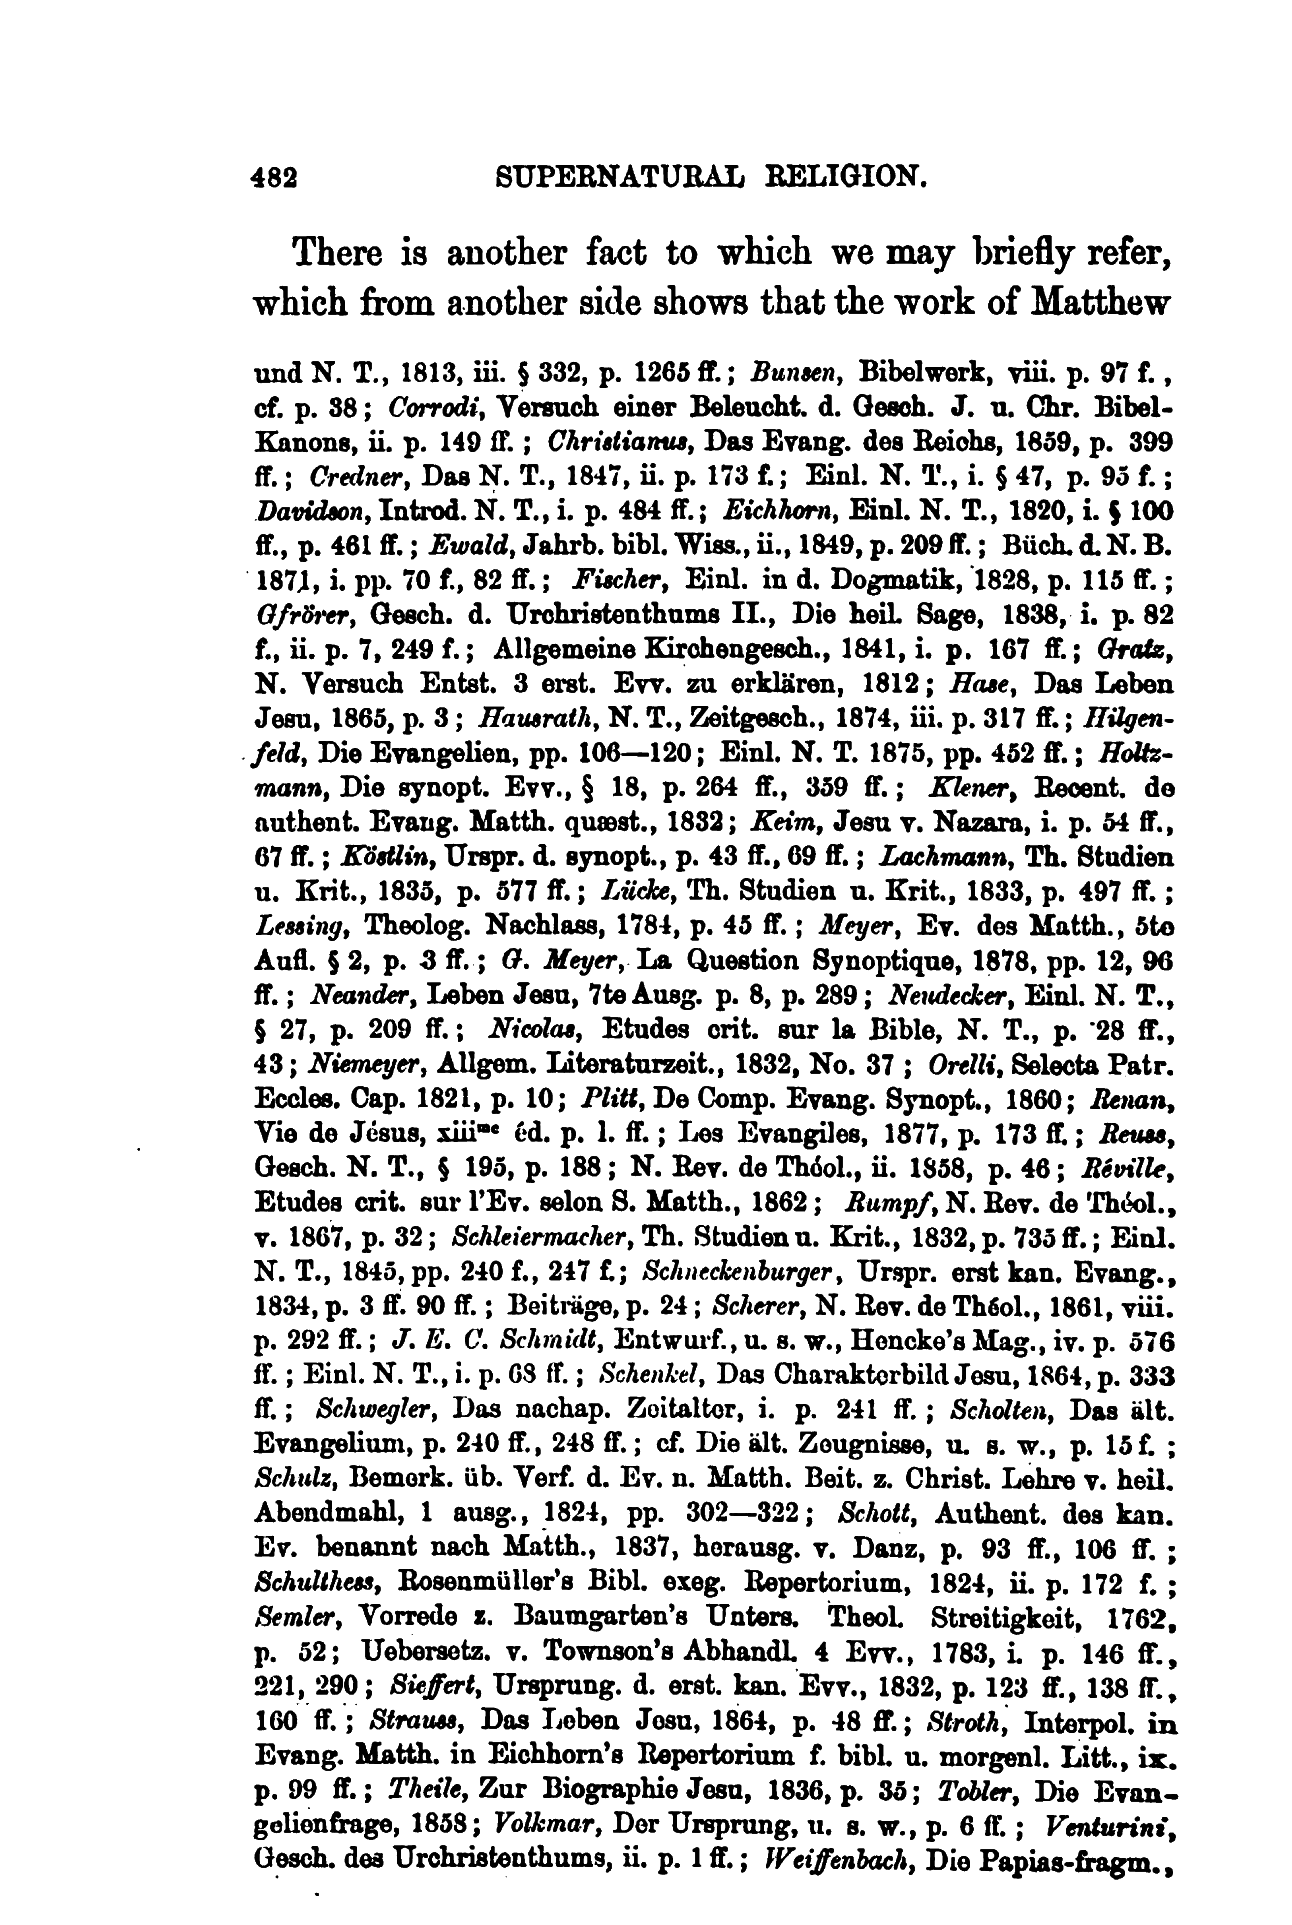 482 SUPERNATURAL RELIGION.
There is another fact to which we may briefly refer,
which from another side shows that the work of Matthew
und N. T., 1813, iii. § 332, p. 1265 ff.; Bunsen, Bibelwerk, viii. p. 97 f.,
cf. p. 38; Corrodi, Versuch einer Beleucht. d. Gesch. J. u. Chr. Bibel-
Kanons, ii. p. 149 ff.; Christianus, Das Evang. des Reichs, 1859, p. 399
ff.; Credner, Das N. T., 1847, ii. p. 173 f.; Einl. N. T., i. § 47, p. 95 f.;
Davidson, Introd. N. T., i. p. 484 ff.; Eichhorn, Einl. N. T., 1820, i. § 100
ff., p. 461 ff.; Ewald, Jahrb. bibl. Wiss., ii., 1849, p. 209 ff.; Büch. d. N. B.
1871, i. pp. 70 f., 82 ff.; Fischer, Einl. in d. Dogmatik, 1828, p. 115 ff.;
Gfrörer, Gesch. d. Urchristenthums II., Die heil. Sage, 1838, i. p. 82
f., ii. p. 7, 249 f.; Allgemeine Kirchengesch., 1841, i. p. 167 ff.; Gratz,
N. Versuch Entst. 3 erst. Evv. zu erklären, 1812; Hase, Das Leben
Jesu, 1865, p. 3; Hausrath, N. T., Zeitgesch., 1874, iii. p. 317 ff.; Hilgen-
feld, Die Evangelien, pp. 106—120; Einl. N. T. 1875, pp. 452 ff.; Holtz-
mann, Die synopt. Evv., § 18, p. 264 ff., 359 ff.; Klener, Recent. de
authent. Evang. Matth. quæst., 1832; Keim, Jesu v. Nazara, i. p. 54 ff.,
67 ff.; Köstlin, Urspr. d. synopt., p. 43 ff., 69 ff.; Lachmann, Th. Studien
u. Krit., 1835, p. 577 ff.; Lücke, Th. Studien u. Krit., 1833, p. 497 ff.;
Lessing, Theolog. Nachlass, 1784, p. 45 ff.; Meyer, Ev. des Matth., 5te
Aufl. § 2, p. 3 ff.; G. Meyer, La Question Synoptique, 1878, pp. 12, 96
ff.; Neander, Leben Jesu, 7te Ausg. p. 8, p. 289; Neudecker, Einl. N. T.,
§ 27, p. 209 ff.; Nicolas, Etudes crit. sur la Bible, N. T., p. 28 ff.,
43; Niemeyer, Allgem. Literaturzeit., 1832, No. 37; Orelli, Selecta Patr.
Eccles. Cap. 1821, p. 10; Plitt, De Comp. Evang. Synopt., 1860; Renan,
Vie de Jésus, xiiiᵐᵉ éd. p. l. ff.; Les Evangiles, 1877, p. 173 ff.; Reuss,
Gesch. N. T., § 195, p. 188; N. Rev. de Théol., ii. 1858, p. 46; Réville,
Etudes crit. sur l'Ev. selon S. Matth., 1862; Rumpf, N. Rev. de Théol.,
v. 1867, p. 32; Schleiermacher, Th. Studien u. Krit., 1832, p. 735 ff.; Einl.
N. T., 1845, pp. 240 f., 247 f.; Schneckenburger, Urspr. erst kan. Evang.,
1834, p. 3 ff. 90 ff.; Beiträge, p. 24; Scherer, N. Rev. de Théol., 1861, viii.
p. 292 ff.; J. E. C. Schmidt, Entwurf., u. s. w., Hencke's Mag., iv. p. 576
ff.; Einl. N. T., i. p. 68 ff.; Schenkel, Das Charakterbild Jesu, 1864, p. 333
ff.; Schwegler, Das nachap. Zeitalter, i. p. 241 ff.; Scholten, Das ält.
Evangelium, p. 240 ff., 248 ff.; cf. Die ält. Zeugnisse, u. s. w., p. 15 f.;
Schulz, Bemerk. üb. Verf. d. Ev. n. Matth. Beit. z. Christ. Lehre v. heil.
Abendmahl, 1 ausg., 1824, pp. 302—322; Schott, Authent. des kan.
Ev. benannt nach Matth., 1837, herausg. v. Danz, p. 93 ff., 106 ff.;
Schulthess, Rosenmüller's Bibl. exeg. Repertorium, 1824, ii. p. 172 f.;
Semler, Vorrede z. Baumgarten's Unters. Theol. Streitigkeit, 1762,
p. 52; Uebersetz. v. Townson's Abhandl. 4 Evv., 1783, i. p. 146 ff.,
221, 290; Sieffert, Ursprung. d. erst. kan. Evv., 1832, p. 123 ff., 138 ff.,
160 ff.; Strauss, Das Leben Jesu, 1864, p. 48 ff.; Stroth, Interpol. in
Evang. Matth. in Eichhorn's Repertorium f. bibl. u. morgenl. Litt., ix.
p. 99 ff.; Theile, Zur Biographie Jesu, 1836, p. 35; Tobler, Die Evan-
gelienfrage, 1858; Volkmar, Der Ursprung, u. s. w., p. 6 ff.; Venturini,
Gesch. des Urchristenthums, ii. p. 1 ff.; Weiffenbach, Die Papias-fragm.,